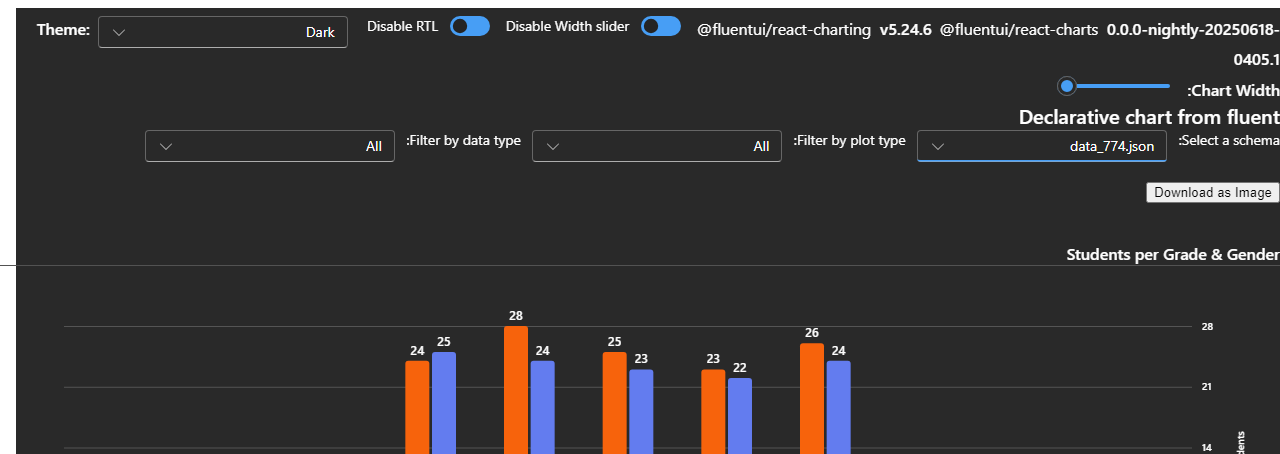 Theme: Dark Disable RTL Disable Width slider @fluentui/react-charting v5.24.6 @fluentui/react-charts 0.0.0-nightly-20250618-
0405.1
:Chart Width
Declarative chart from fluent
All :Filter by data type All :Filter by plot type data_774.json :Select a schema
Download as Image
Students per Grade & Gender
28
26
28
24 25 24 25 23 23 22 24
21
14